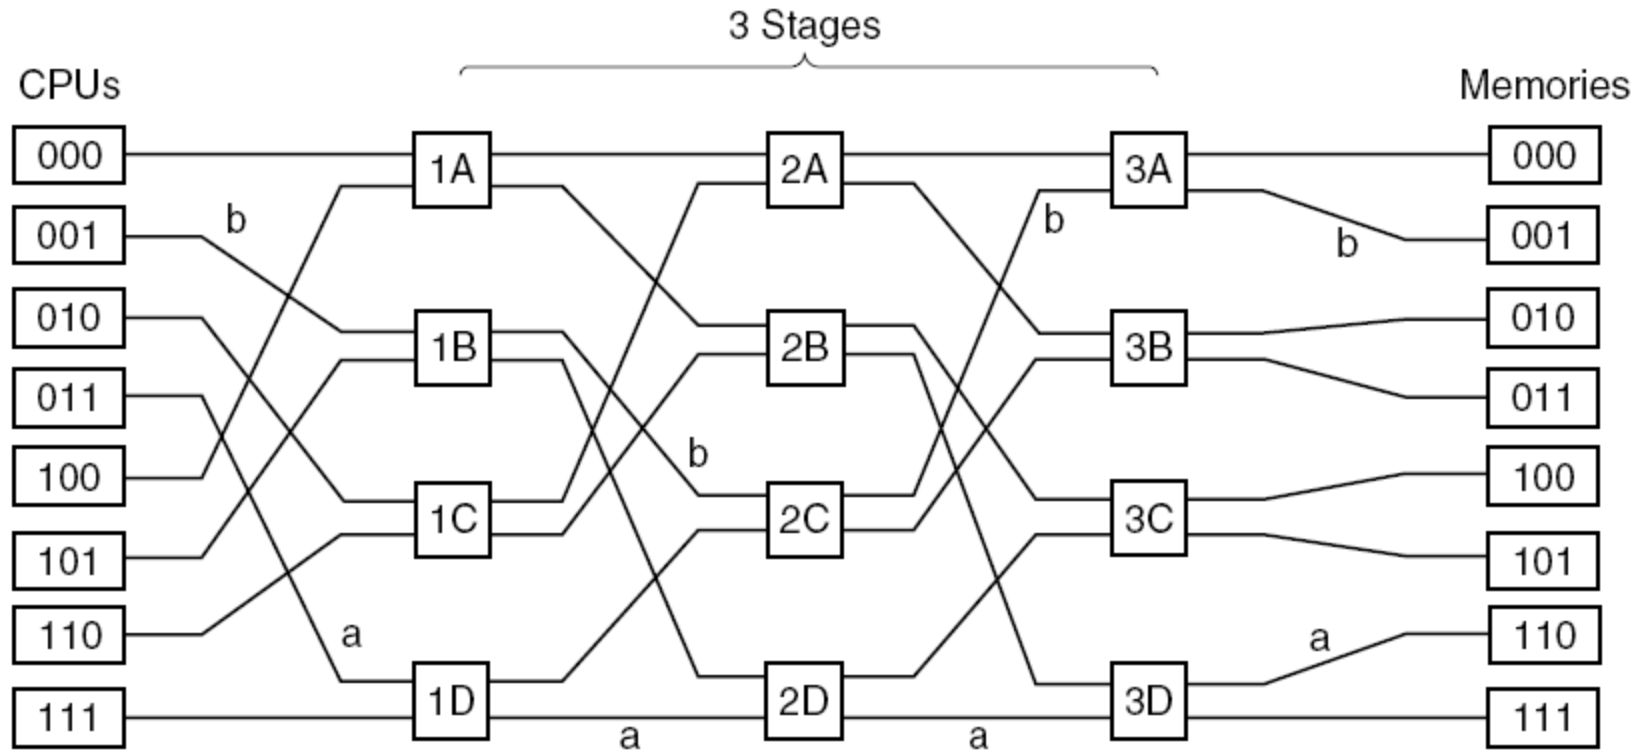 3 Stages
CPUs Memories
000 1A 2A 3A 000
b b
001 b 001
010 1B 2B 3B 010
011 011
b
100 100
1C 2C 3C
101 101
110 a a 110
111 1D 2D 3D 111
a a